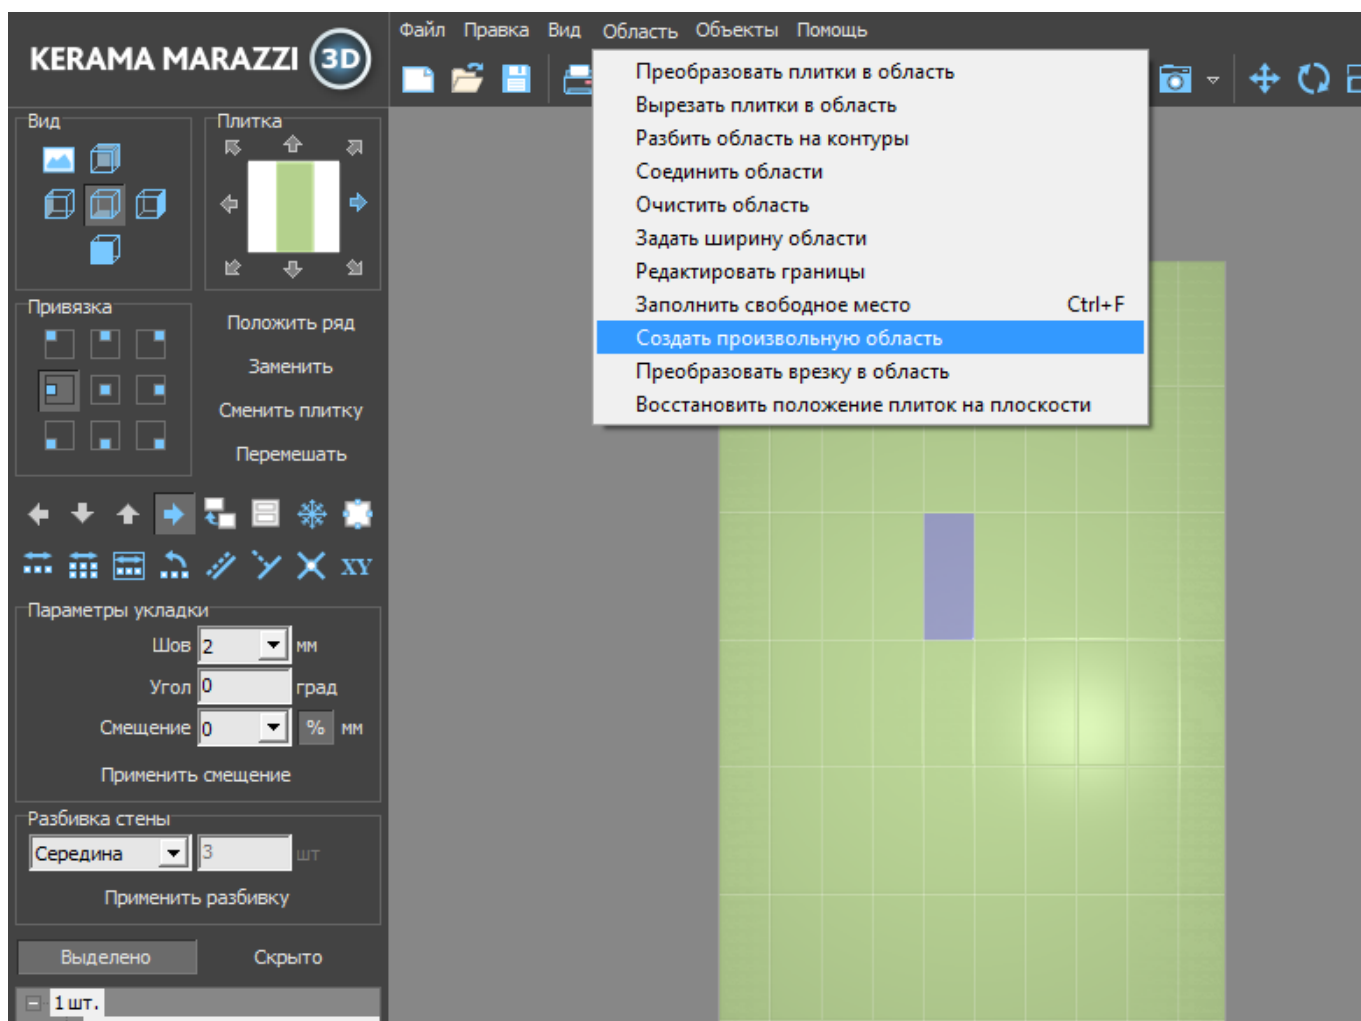 KERAMA MARAZZI 3D
Файл Правка Вид Область Объекты Помощь
Преобразовать плитки в область
Вырезать плитки в область
Разбить область на контуры
Соединить области
Очистить область
Задать ширину области
Редактировать границы
Заполнить свободное место Ctrl+F
Создать произвольную область
Преобразовать врезку в область
Восстановить положение плиток на плоскости
Вид
Плитка
Привязка
Положить ряд
Заменить
Сменить плитку
Перемешать
XY
Параметры укладки
Шов 2 мм
Угол 0 град
Смещение 0 % мм
Применить смещение
Разбивка стены
Середина 3 шт
Применить разбивку
Выделено Скрыто
1 шт.